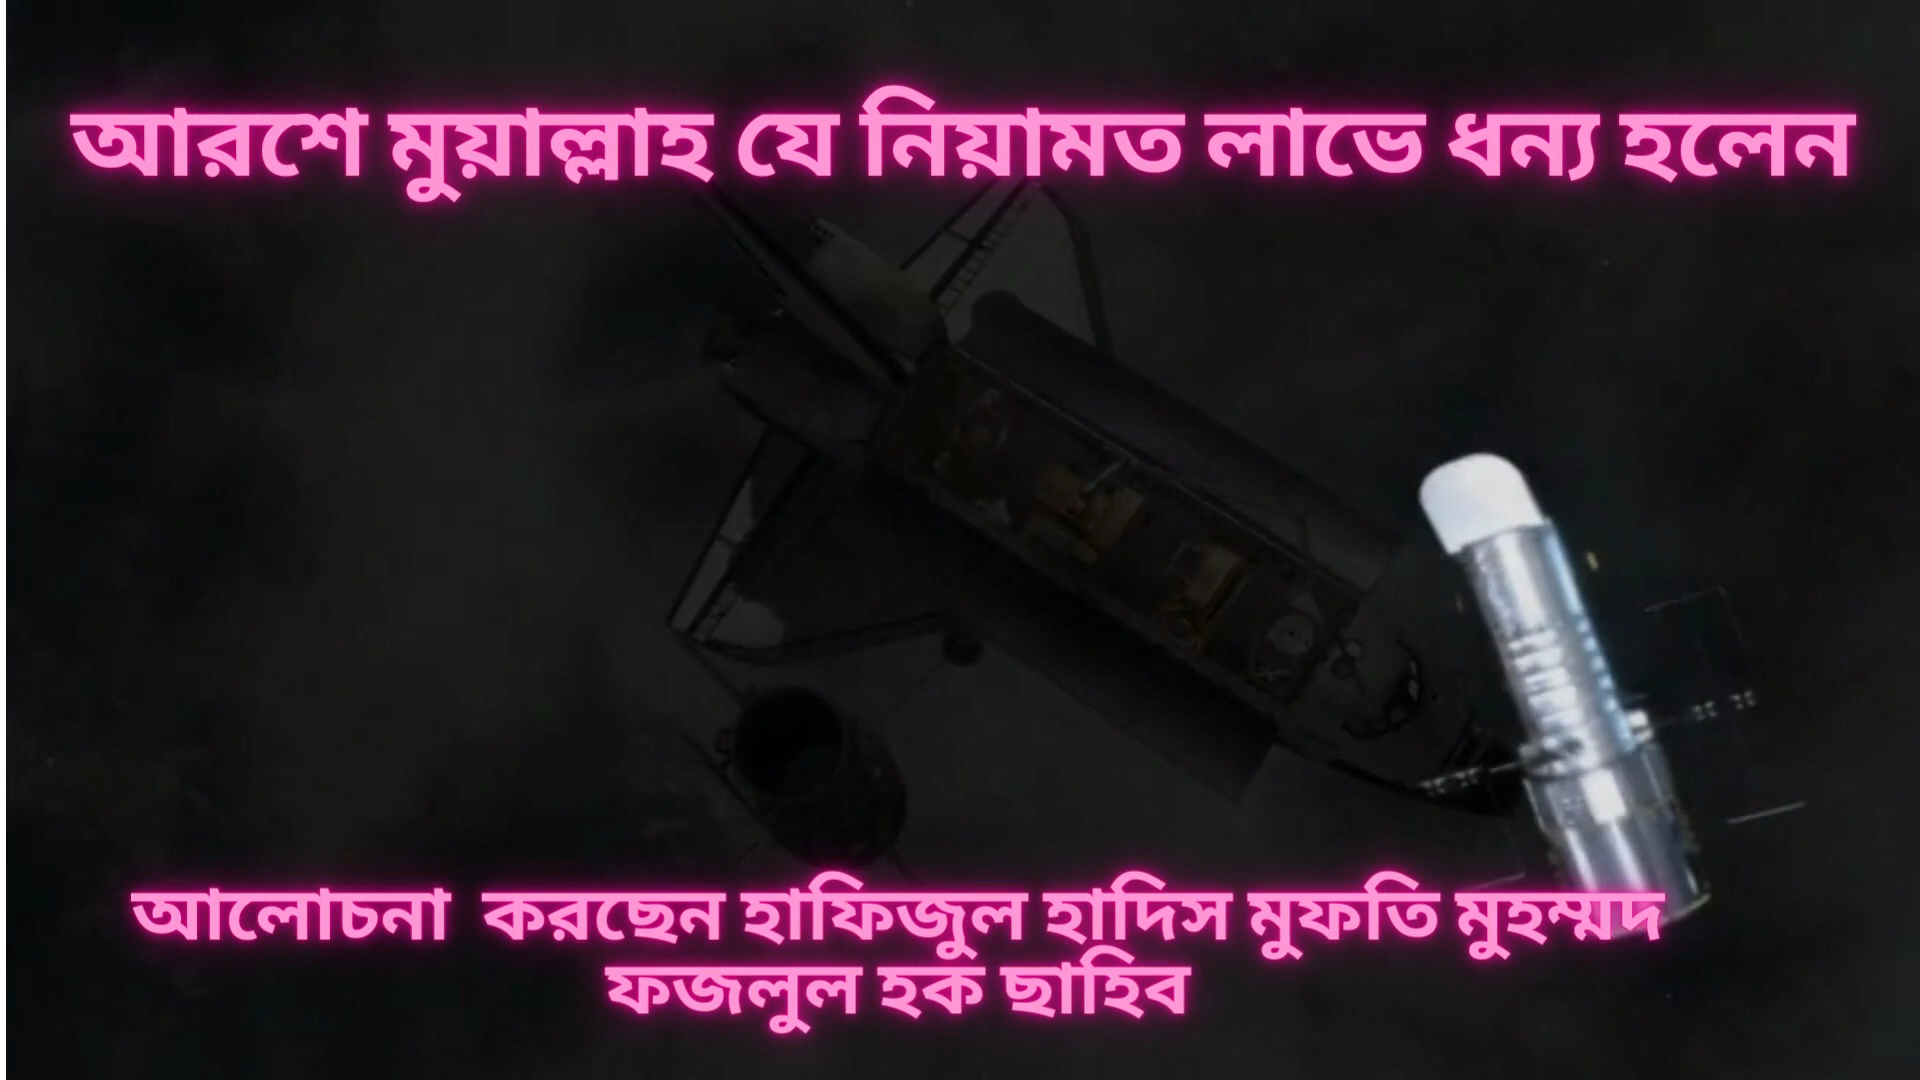 আরশে মুয়াল্লাহ যে নিয়ামত লাভে ধন্য হলেন
আলোচনা করছেন হাফিজুল হাদিস মুফতি মুহম্মদ
ফজলুল হক ছাহিব